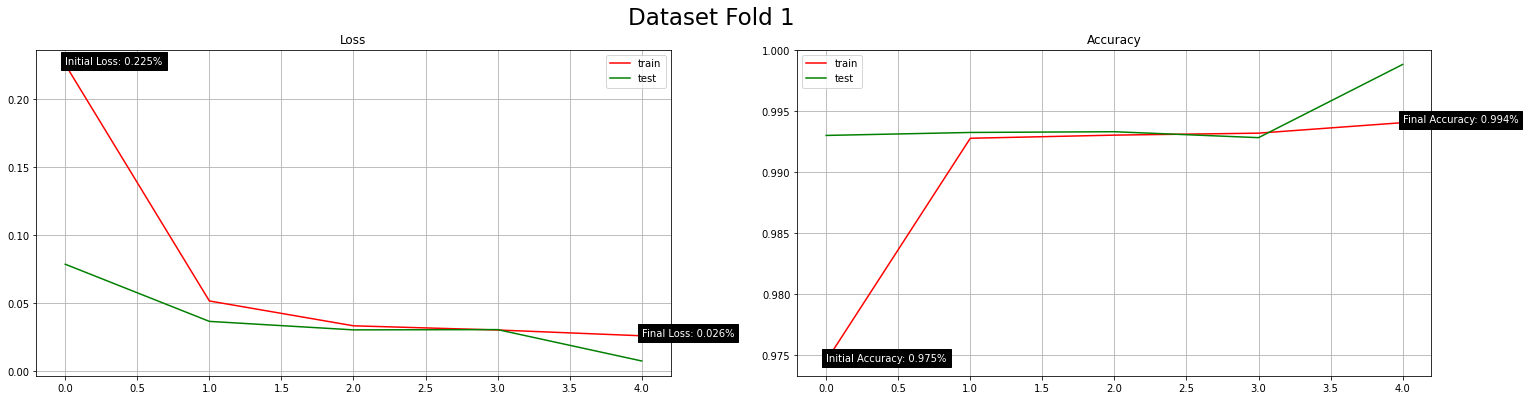 Dataset Fold 1
Loss
Initial Loss: 0.225%
train
test
0.20
0.15
0.10
0.05
0.00
Final Loss: 0.026%
0.0 0.5 1.0 1.5 2.0 2.5 3.0 3.5 4.0
Accuracy
train
test
1.000
0.995
0.990
0.985
0.980
0.975
Final Accuracy: 0.994%
Initial Accuracy: 0.975%
0.0 0.5 1.0 1.5 2.0 2.5 3.0 3.5 4.0